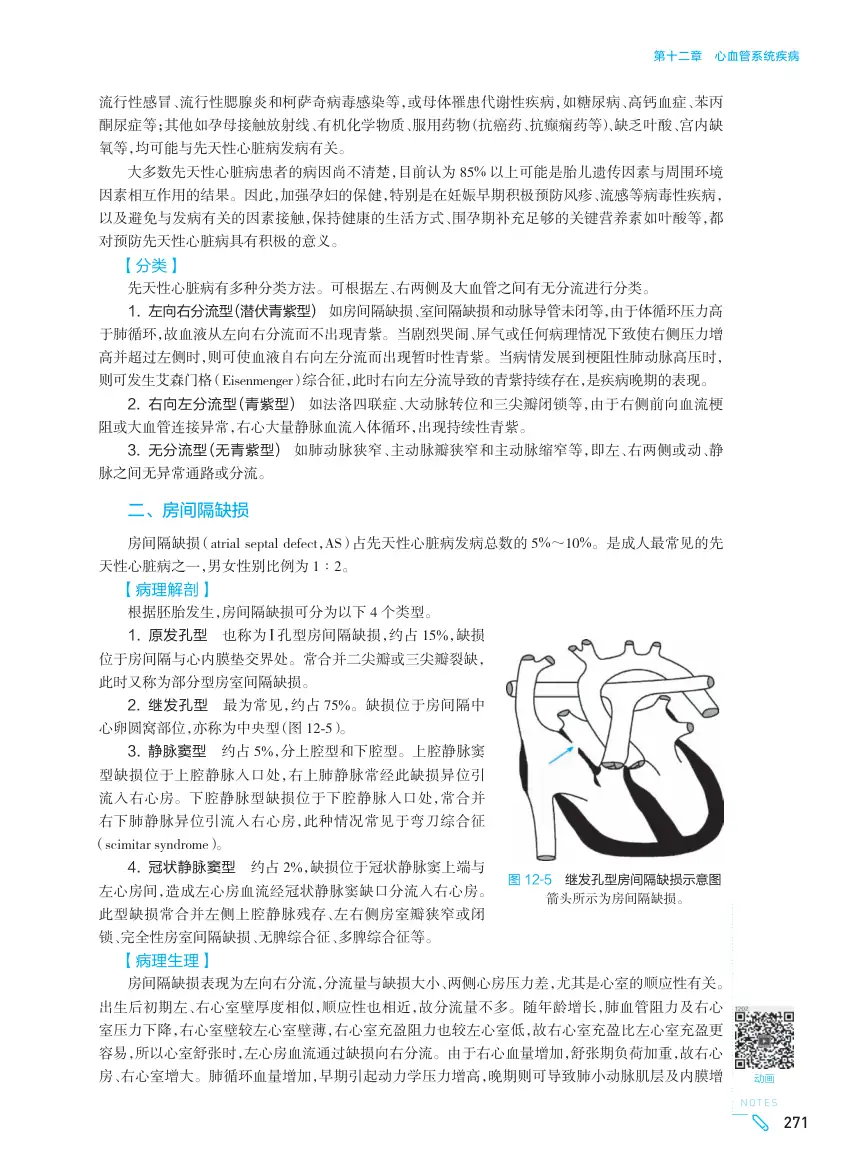 第十二章 心血管系统疾病
流行性感冒、流行性腮腺炎和柯萨奇病毒感染等，或母体罹患代谢性疾病，如糖尿病、高钙血症、苯丙
酮尿症等；其他如孕母接触放射线、有机化学物质、服用药物（抗癌药、抗癫痫药等）、缺乏叶酸、宫内缺
氧等，均可能与先天性心脏病发病有关。
大多数先天性心脏病患者的病因尚不清楚，目前认为 85% 以上可能是胎儿遗传因素与周围环境
因素相互作用的结果。因此，加强孕妇的保健，特别是在妊娠早期积极预防风疹、流感等病毒性疾病，
以及避免与发病有关的因素接触，保持健康的生活方式、围孕期补充足够的关键营养素如叶酸等，都
对预防先天性心脏病具有积极的意义。
【分类】
先天性心脏病有多种分类方法。可根据左、右两侧及大血管之间有无分流进行分类。
1. 左向右分流型（潜伏青紫型） 如房间隔缺损、室间隔缺损和动脉导管未闭等，由于体循环压力高
于肺循环，故血液从左向右分流而不出现青紫。当剧烈哭闹、屏气或任何病理情况下致使右侧压力增
高并超过左侧时，则可使血液自右向左分流而出现暂时性青紫。当病情发展到梗阻性肺动脉高压时，
则可发生艾森门格（Eisenmenger）综合征，此时右向左分流导致的青紫持续存在，是疾病晚期的表现。
2. 右向左分流型（青紫型） 如法洛四联症、大动脉转位和三尖瓣闭锁等，由于右侧前向血流梗
阻或大血管连接异常，右心大量静脉血流入体循环，出现持续性青紫。
3. 无分流型（无青紫型） 如肺动脉狭窄、主动脉瓣狭窄和主动脉缩窄等，即左、右两侧或动、静
脉之间无异常通路或分流。
二、房间隔缺损
房间隔缺损（atrial septal defect，AS）占先天性心脏病发病总数的 5%～10%。是成人最常见的先
天性心脏病之一，男女性别比例为 1∶2。
【病理解剖】
根据胚胎发生，房间隔缺损可分为以下 4 个类型。
1. 原发孔型 也称为Ⅰ孔型房间隔缺损，约占 15%，缺损
位于房间隔与心内膜垫交界处。常合并二尖瓣或三尖瓣裂缺，
此时又称为部分型房室间隔缺损。
2. 继发孔型 最为常见，约占 75%。缺损位于房间隔中
心卵圆窝部位，亦称为中央型（图 12-5）。
3. 静脉窦型 约占 5%，分上腔型和下腔型。上腔静脉窦
型缺损位于上腔静脉入口处，右上肺静脉常经此缺损异位引
流入右心房。下腔静脉型缺损位于下腔静脉入口处，常合并
右下肺静脉异位引流入右心房，此种情况常见于弯刀综合征
（scimitar syndrome）。
4. 冠状静脉窦型 约占 2%，缺损位于冠状静脉窦上端与
左心房间，造成左心房血流经冠状静脉窦缺口分流入右心房。
此型缺损常合并左侧上腔静脉残存、左右侧房室瓣狭窄或闭
锁、完全性房室间隔缺损、无脾综合征、多脾综合征等。
图 12-5 继发孔型房间隔缺损示意图
箭头所示为房间隔缺损。
【病理生理】
房间隔缺损表现为左向右分流，分流量与缺损大小、两侧心房压力差，尤其是心室的顺应性有关。
出生后初期左、右心室壁厚度相似，顺应性也相近，故分流量不多。随年龄增长，肺血管阻力及右心
室压力下降，右心室壁较左心室壁薄，右心室充盈阻力也较左心室低，故右心室充盈比左心室充盈更
容易，所以心室舒张时，左心房血流通过缺损向右分流。由于右心血量增加，舒张期负荷加重，故右心
房、右心室增大。肺循环血量增加，早期引起动力学压力增高，晚期则可导致肺小动脉肌层及内膜增
动画
NOTES
271